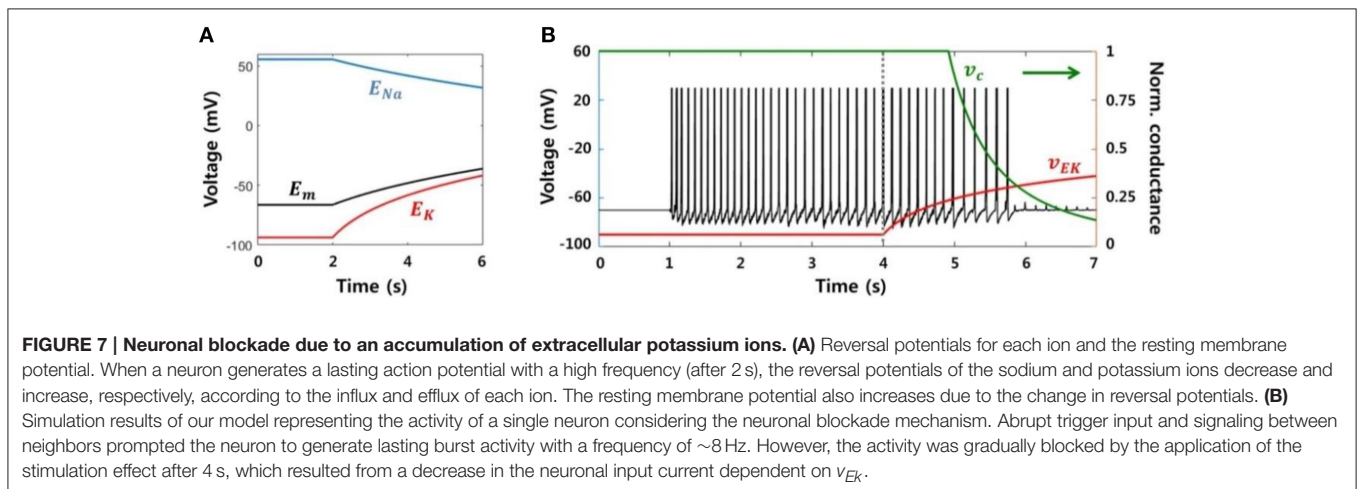 A
B
50
0
-50
-100
Voltage (mV)
E_Na
E_m
E_K
0 2 4 6
Time (s)
60
20
-20
-60
-100
Voltage (mV)
v_c
v_EK
1
0.75
0.5
0.25
0
Norm. conductance
0 1 2 3 4 5 6 7
Time (s)
FIGURE 7 | Neuronal blockade due to an accumulation of extracellular potassium ions. (A) Reversal potentials for each ion and the resting membrane
potential. When a neuron generates a lasting action potential with a high frequency (after 2 s), the reversal potentials of the sodium and potassium ions decrease and
increase, respectively, according to the influx and efflux of each ion. The resting membrane potential also increases due to the change in reversal potentials. (B)
Simulation results of our model representing the activity of a single neuron considering the neuronal blockade mechanism. Abrupt trigger input and signaling between
neighbors prompted the neuron to generate lasting burst activity with a frequency of ~8 Hz. However, the activity was gradually blocked by the application of the
stimulation effect after 4 s, which resulted from a decrease in the neuronal input current dependent on v_Ek.